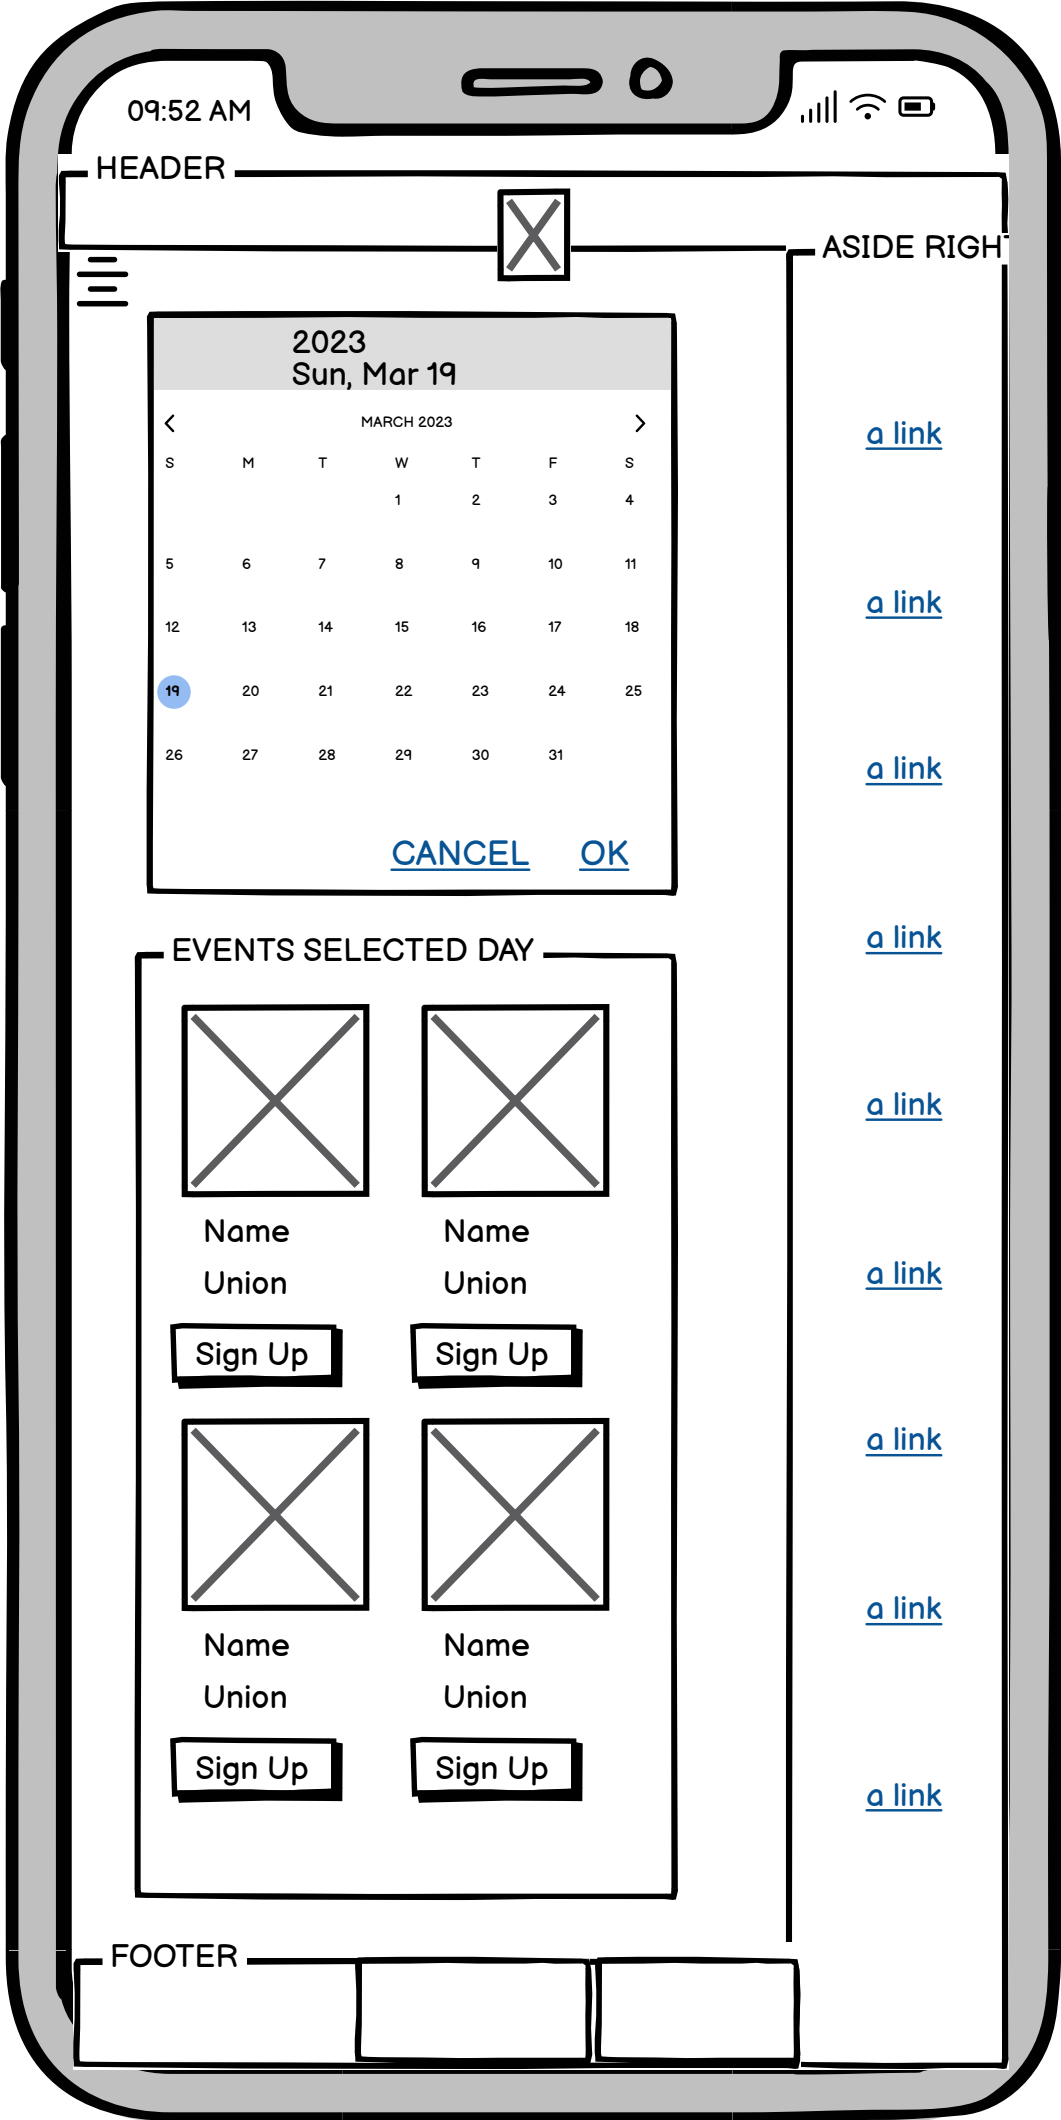 09:52 AM
HEADER
ASIDE RIGH
2023
Sun, Mar 19
MARCH 2023
S M T W T F S
1 2 3 4
5 6 7 8 9 10 11
12 13 14 15 16 17 18
19 20 21 22 23 24 25
26 27 28 29 30 31
CANCEL OK
EVENTS SELECTED DAY
Name Name
Union Union
Sign Up Sign Up
Name Name
Union Union
Sign Up Sign Up
a link
a link
a link
a link
a link
a link
a link
a link
a link
FOOTER